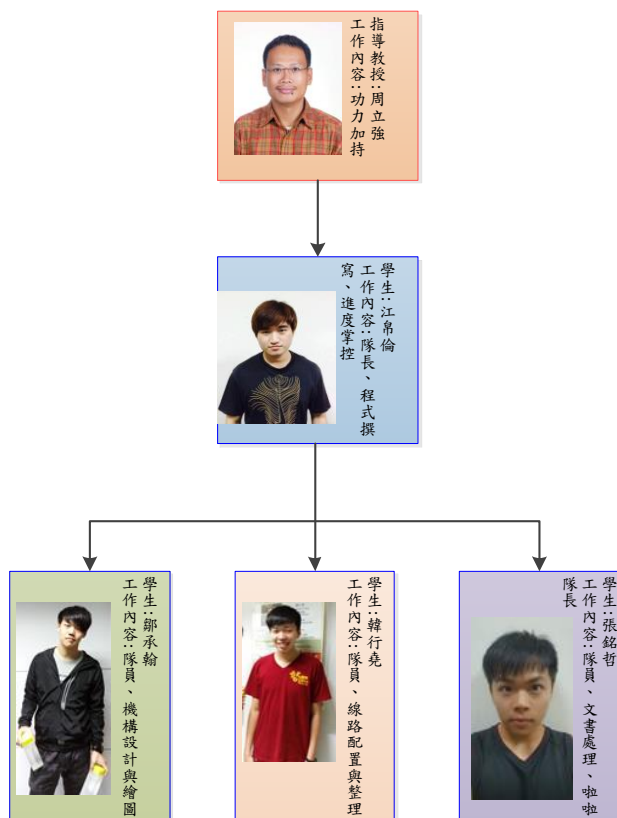 指導教授:周立強
工作內容:功力加持
學生:江帛倫
工作內容:隊長、程式撰
寫、進度掌控
學生:鄒承翰
工作內容:隊員、機構設計與繪圖
學生:韓行堯
工作內容:隊員、線路配置與整理
學生:張銘哲
工作內容:隊員、文書處理、啦啦
隊長